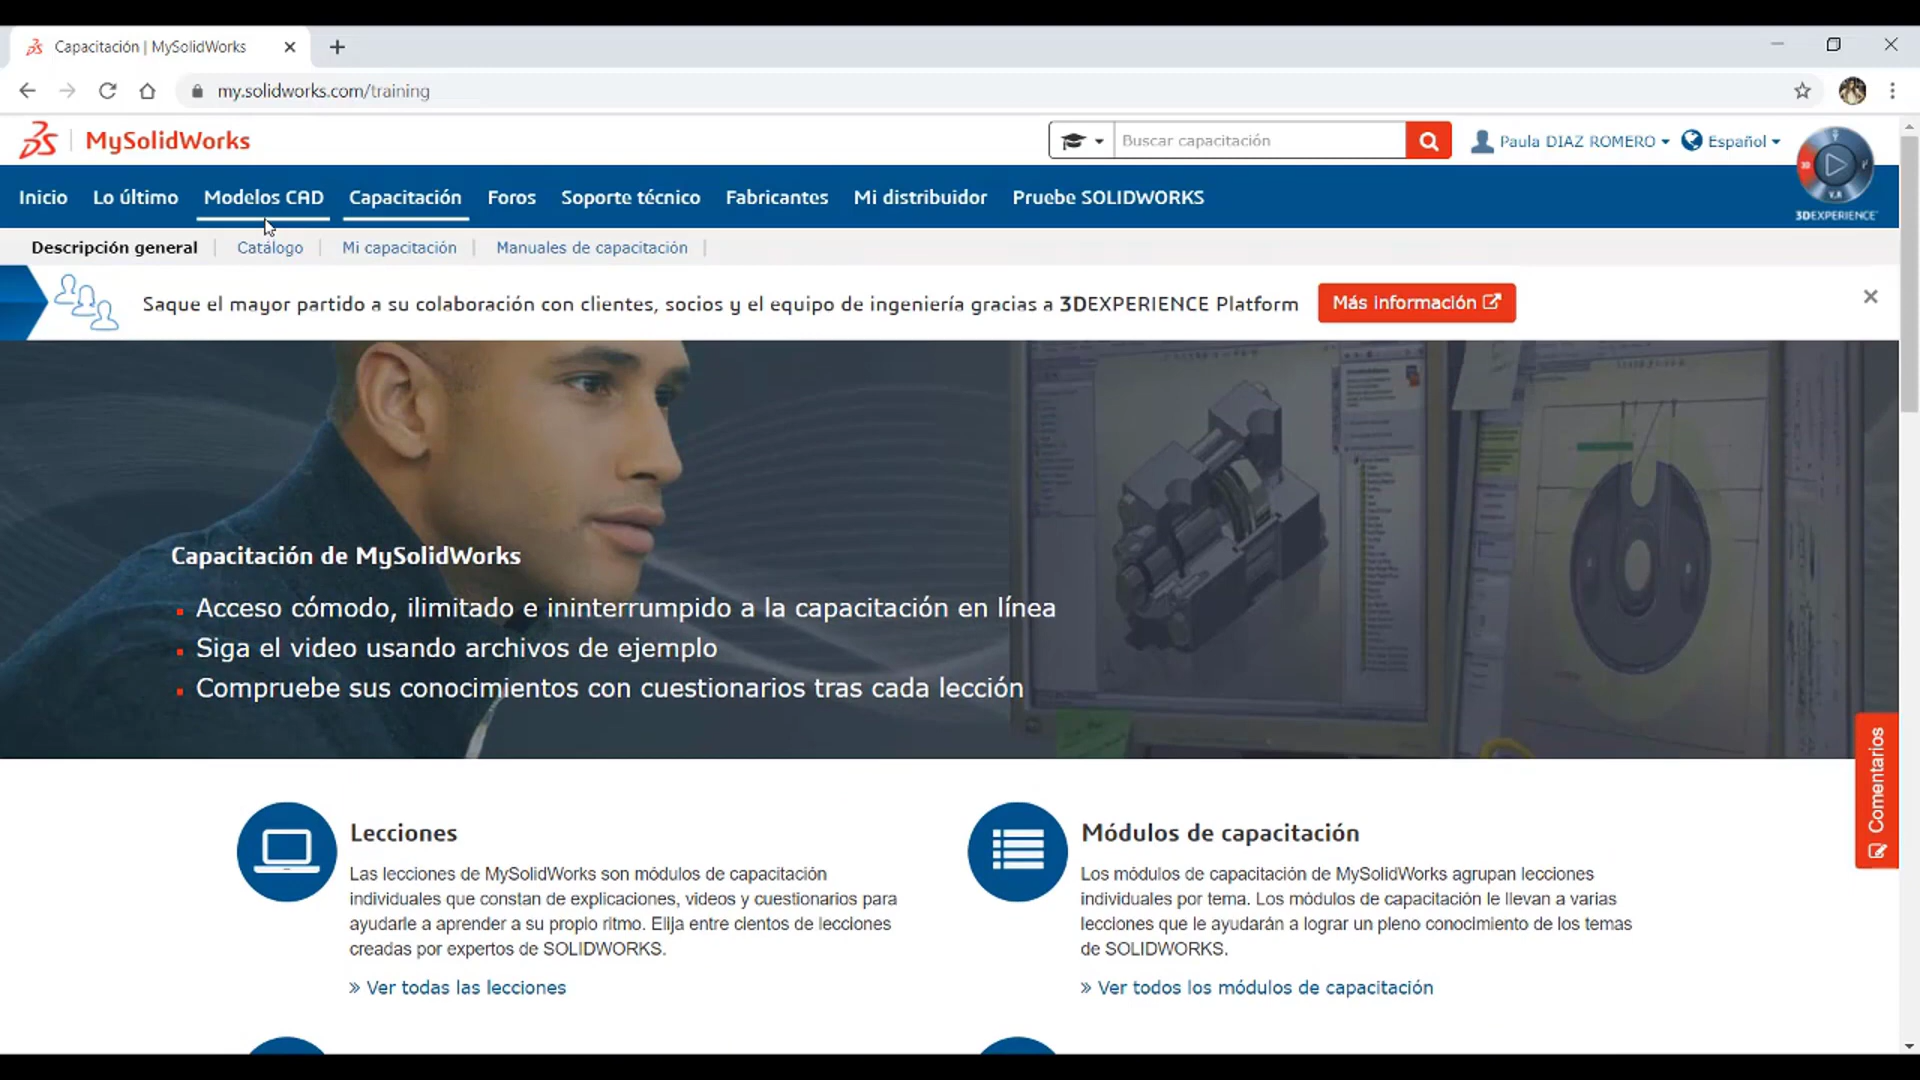 Capacitación | MySolidWorks
my.solidworks.com/training
MySolidWorks
Buscar capacitación
Paula DIAZ ROMERO
Español
Inicio Lo último Modelos CAD Capacitación Foros Soporte técnico Fabricantes Mi distribuidor Pruebe SOLIDWORKS
3DEXPERIENCE
Descripción general | Catálogo | Mi capacitación | Manuales de capacitación |
Saque el mayor partido a su colaboración con clientes, socios y el equipo de ingeniería gracias a 3DEXPERIENCE Platform
Más información
Capacitación de MySolidWorks
Acceso cómodo, ilimitado e ininterrumpido a la capacitación en línea
Siga el video usando archivos de ejemplo
Compruebe sus conocimientos con cuestionarios tras cada lección
Comentarios
Lecciones
Las lecciones de MySolidWorks son módulos de capacitación
individuales que constan de explicaciones, videos y cuestionarios para
ayudarle a aprender a su propio ritmo. Elija entre cientos de lecciones
creadas por expertos de SOLIDWORKS.
» Ver todas las lecciones
Módulos de capacitación
Los módulos de capacitación de MySolidWorks agrupan lecciones
individuales por tema. Los módulos de capacitación le llevan a varias
lecciones que le ayudarán a lograr un pleno conocimiento de los temas
de SOLIDWORKS.
» Ver todos los módulos de capacitación